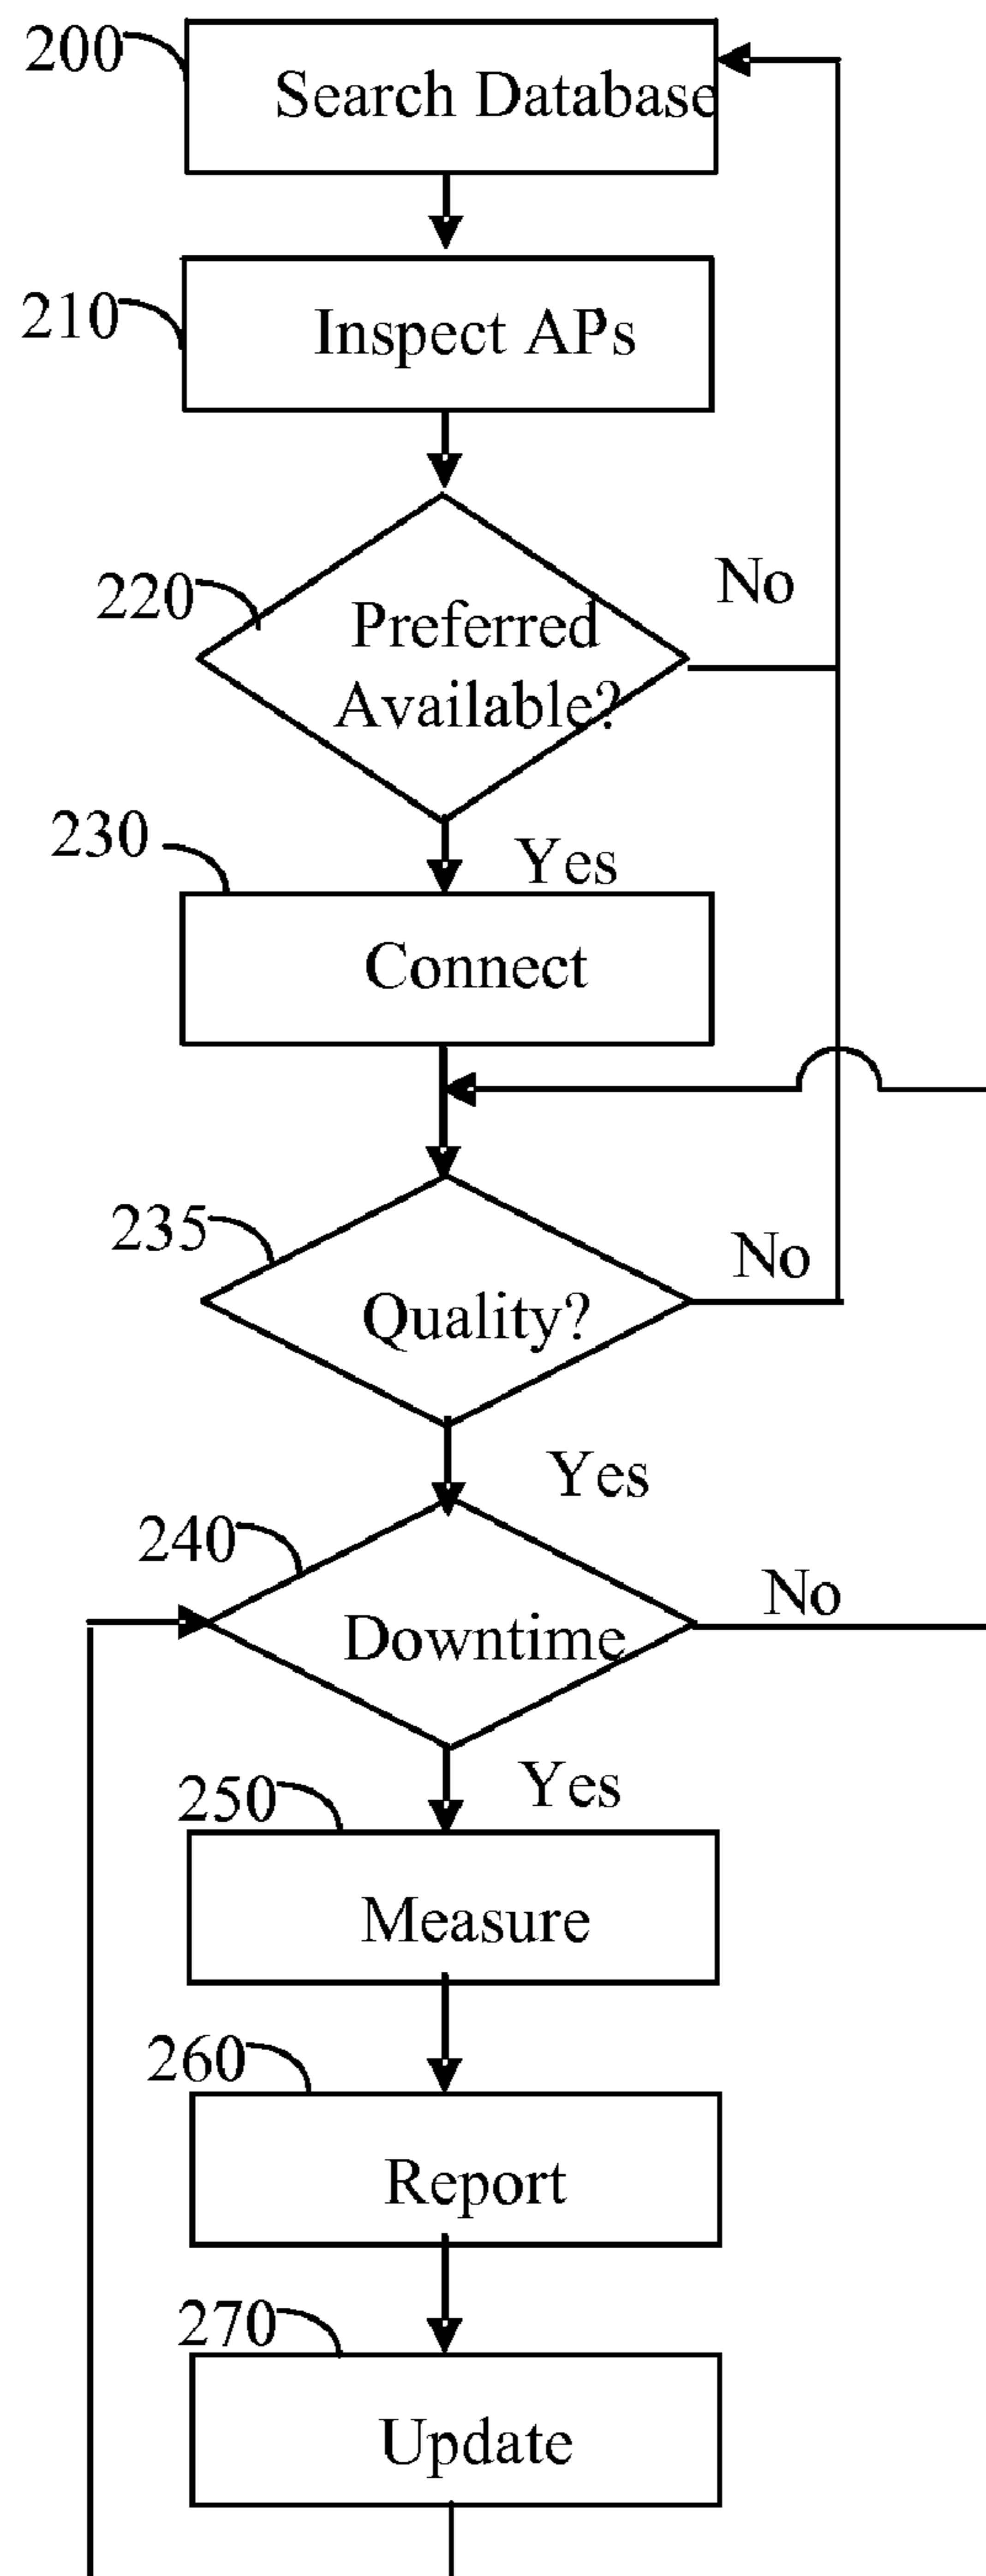 200
Search Database
210
Inspect APs
220
Preferred
Available?
No
230
Yes
Connect
235
No
Quality?
Yes
240
No
Downtime
250
Yes
Measure
260
Report
270
Update